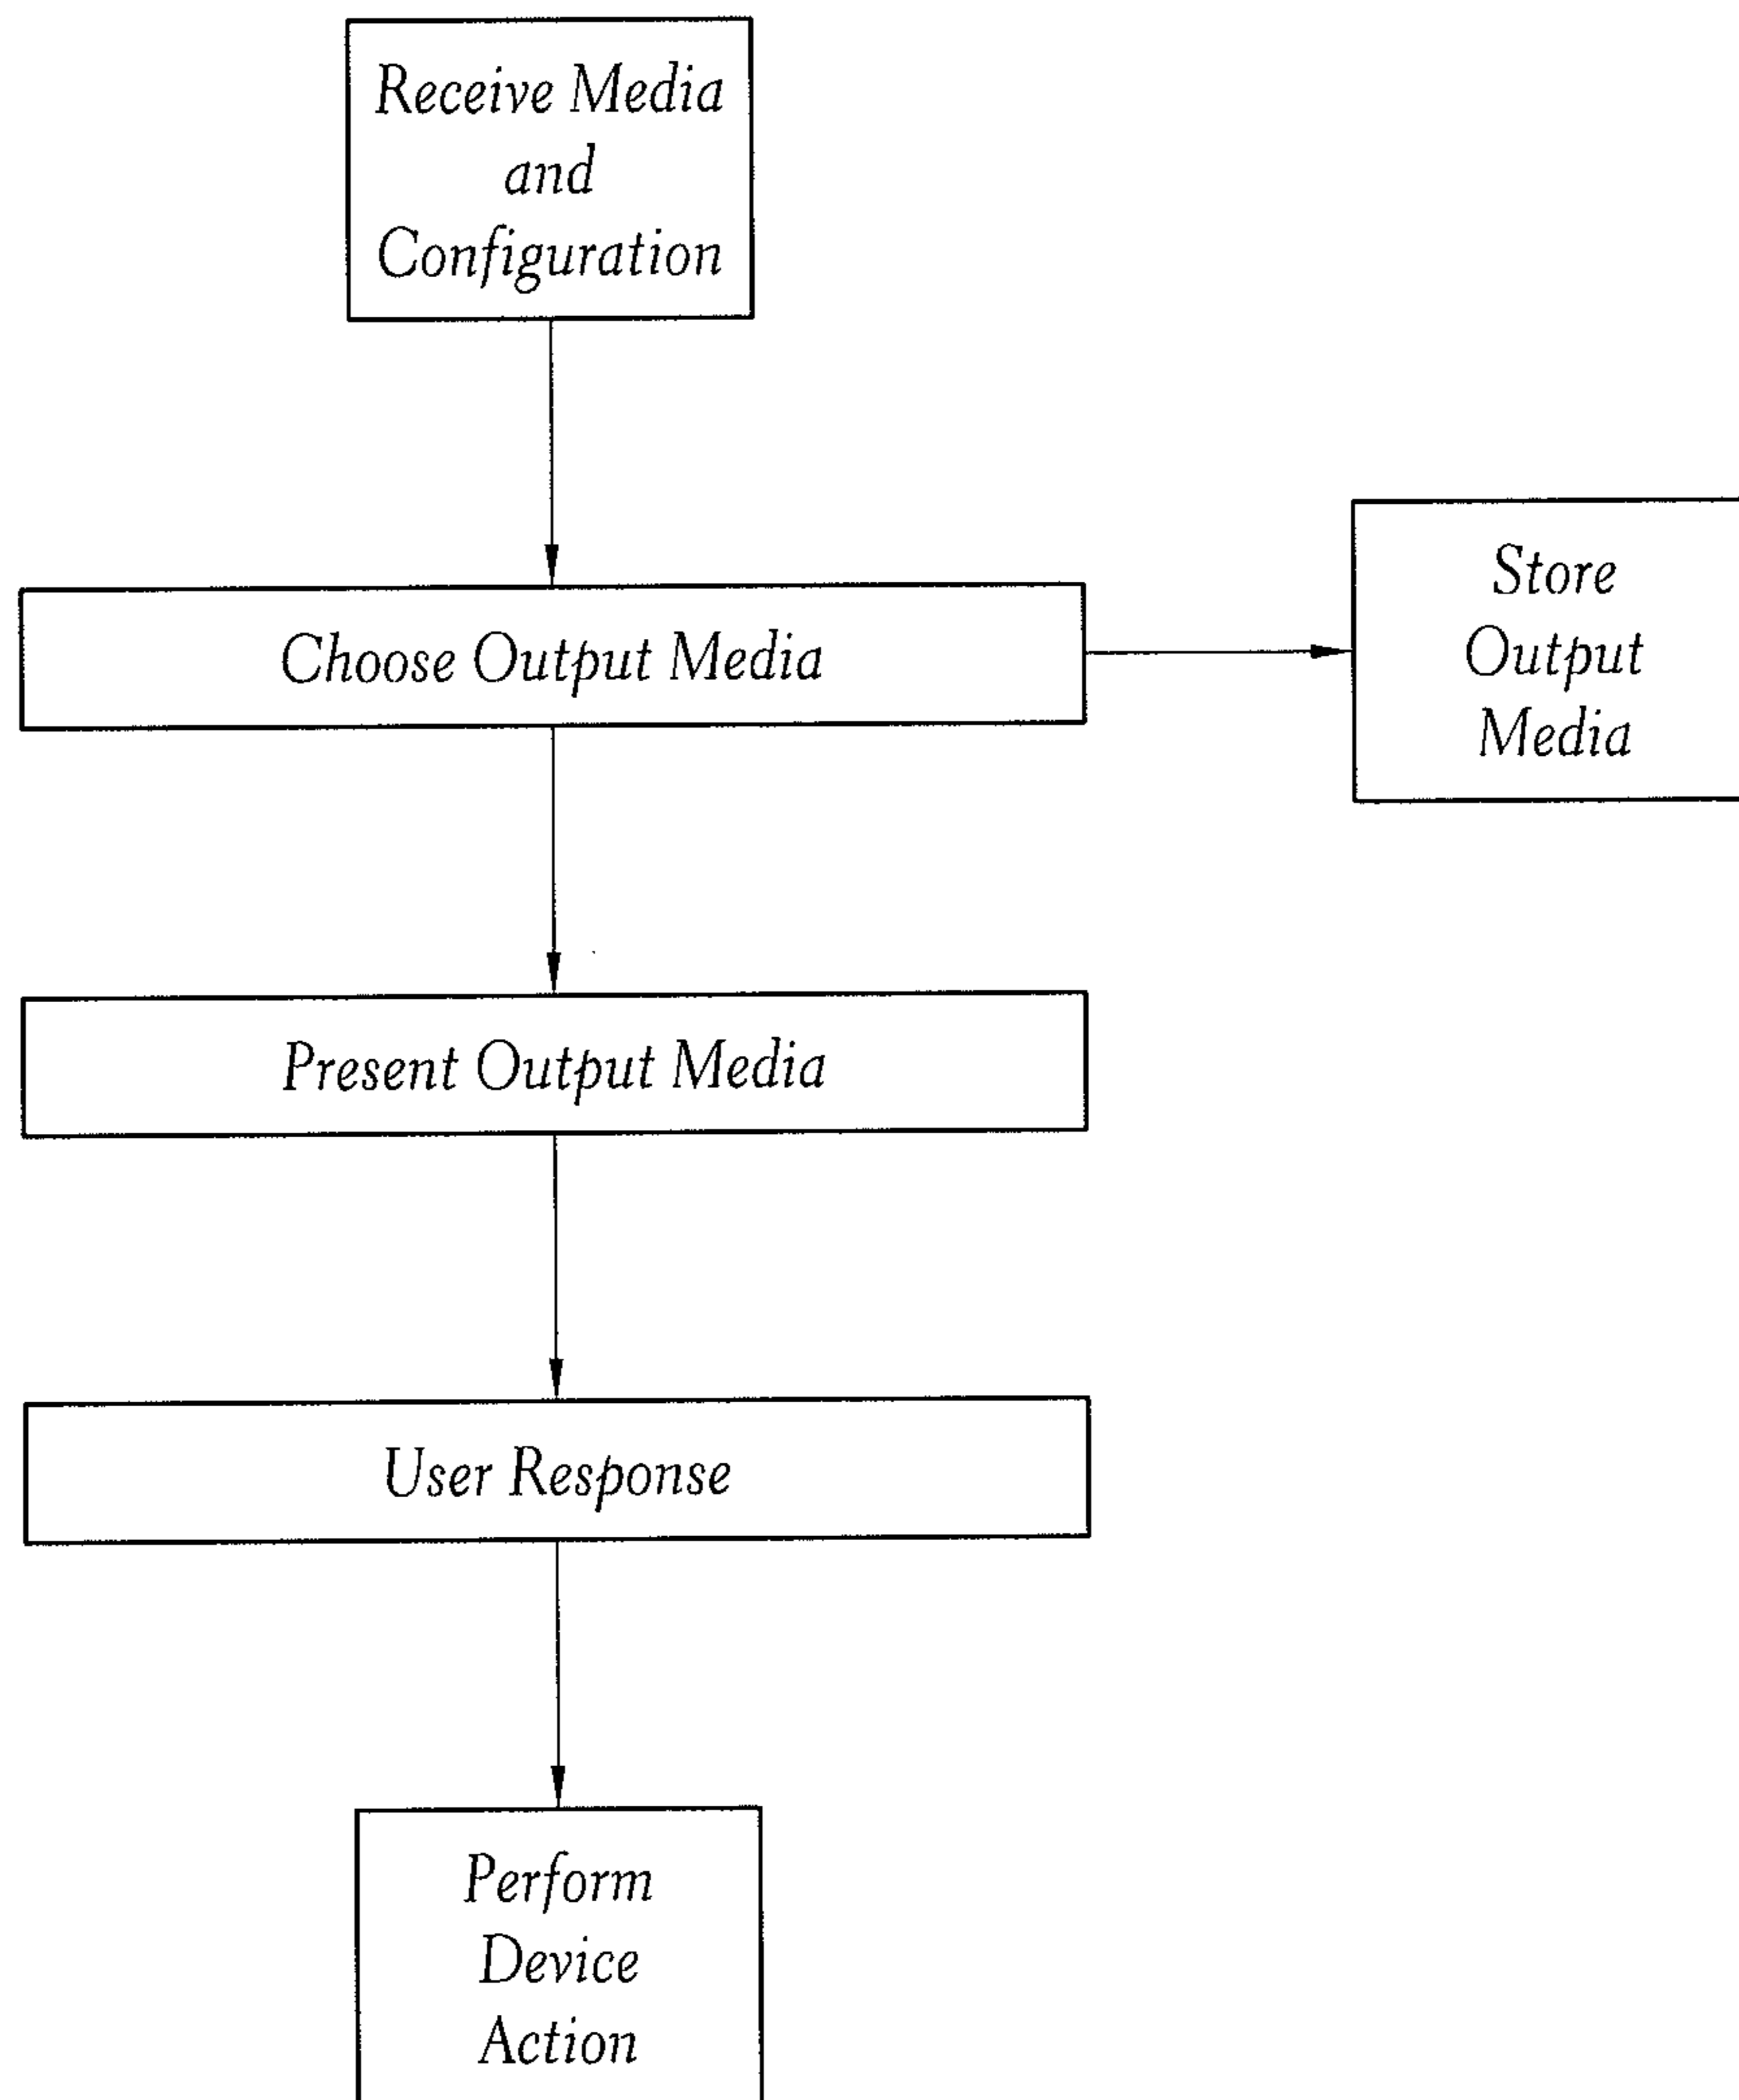 Receive Media
and
Configuration
Choose Output Media
Store
Output
Media
Present Output Media
User Response
Perform
Device
Action